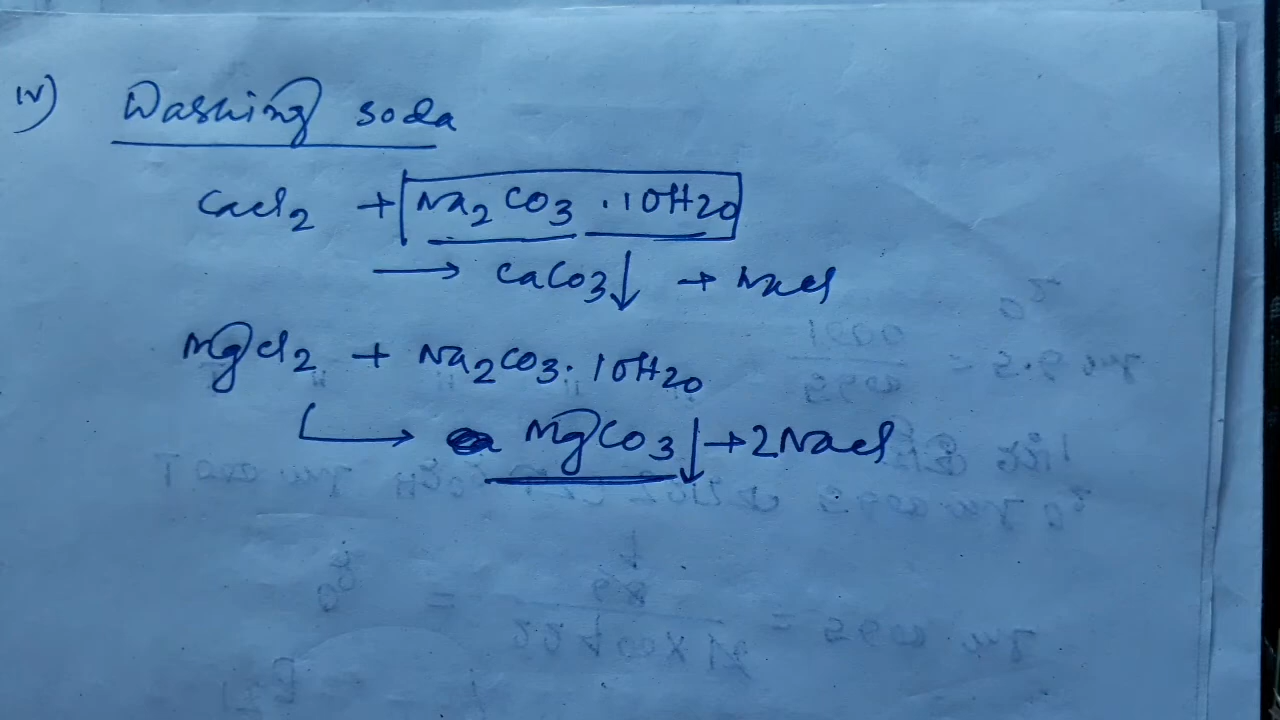 iv) Washing soda
CaCl2 + Na2CO3 . 10H2O
→ CaCO3↓ + NaCl
MgCl2 + Na2CO3 . 10H2O
→ MgCO3↓ + 2NaCl